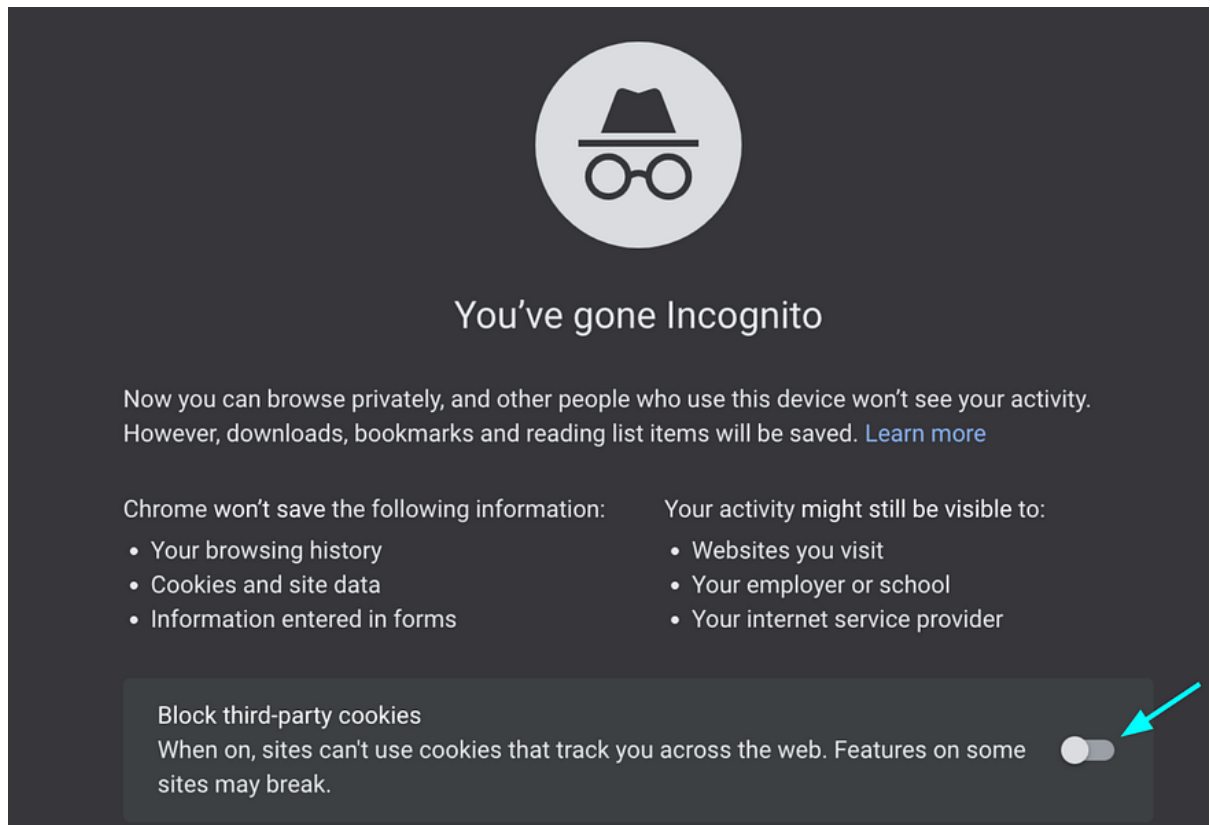 You’ve gone Incognito
Now you can browse privately, and other people who use this device won’t see your activity.
However, downloads, bookmarks and reading list items will be saved. Learn more
Chrome won’t save the following information:
• Your browsing history
• Cookies and site data
• Information entered in forms
Your activity might still be visible to:
• Websites you visit
• Your employer or school
• Your internet service provider
Block third-party cookies
When on, sites can't use cookies that track you across the web. Features on some
sites may break.